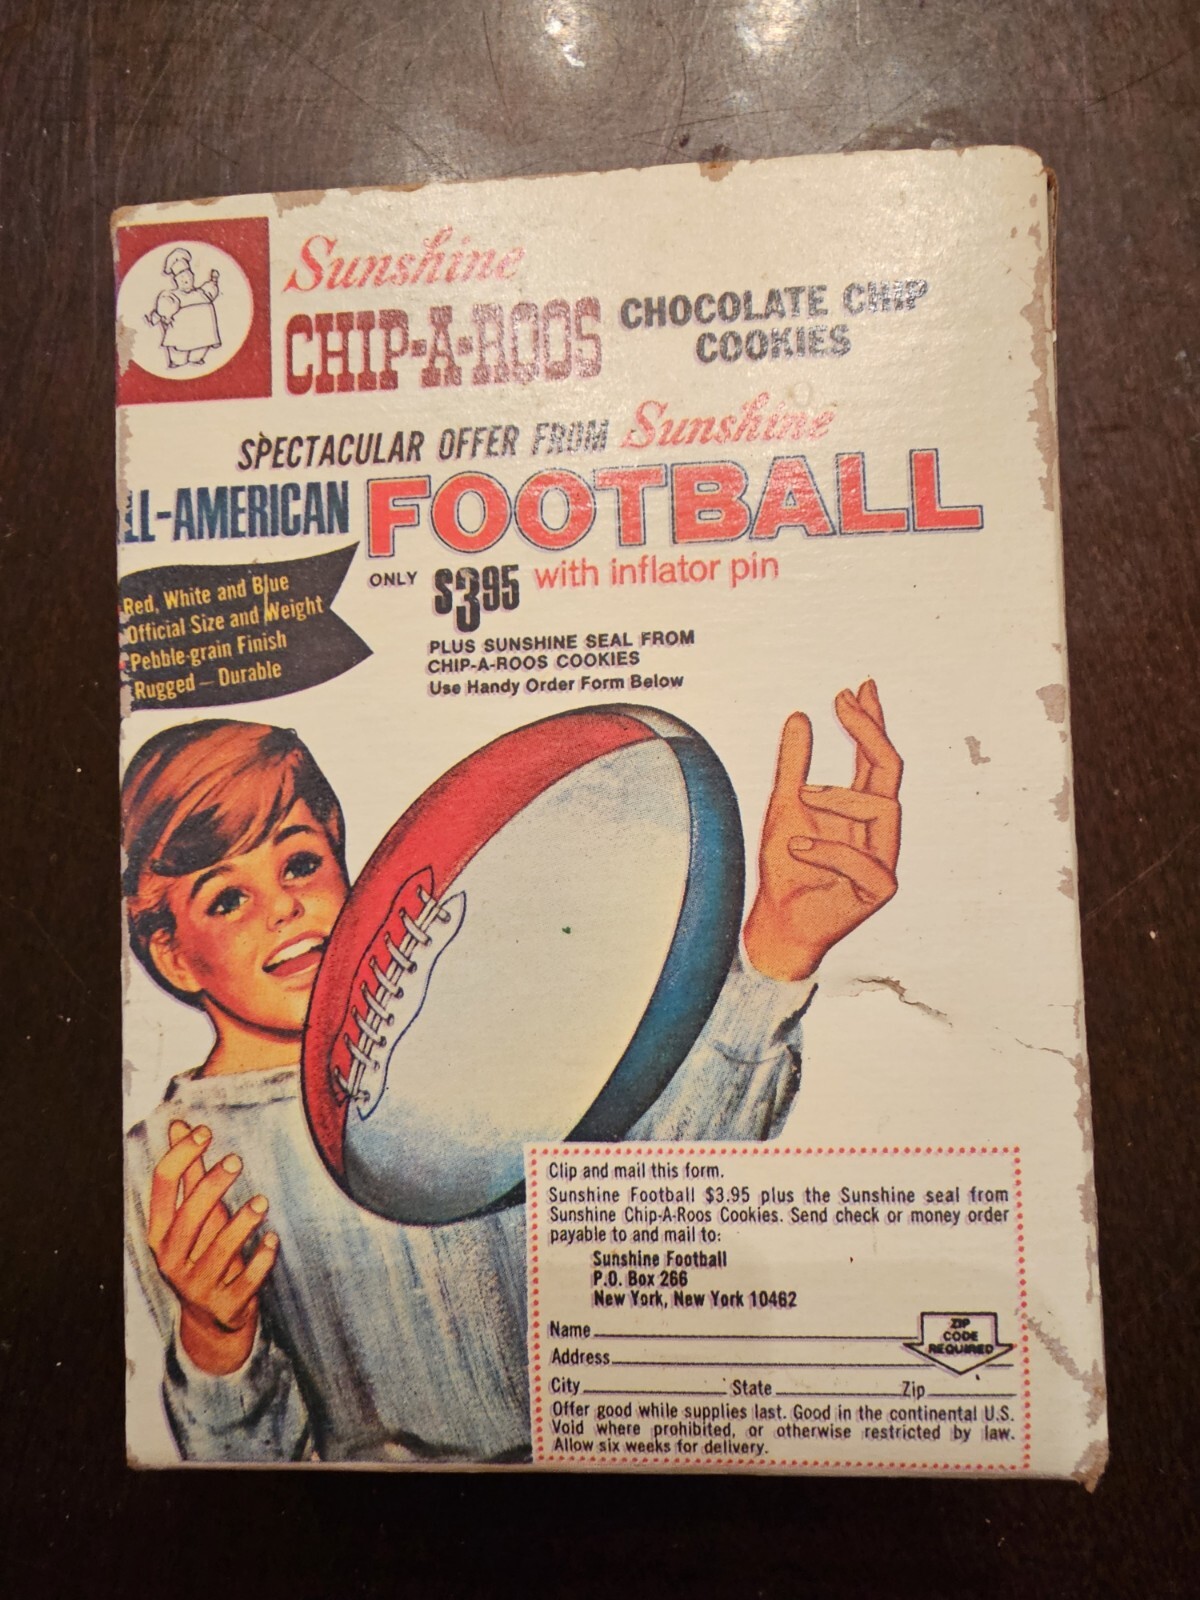 Sunshine
CHIP-A-ROOS
CHOCOLATE CHIP
COOKIES
SPECTACULAR OFFER FROM Sunshine
LL-AMERICAN FOOTBALL
ONLY $3.95 with inflator pin
Red, White and Blue
Official Size and Weight
Pebble-grain Finish
Rugged – Durable
PLUS SUNSHINE SEAL FROM
CHIP-A-ROOS COOKIES
Use Handy Order Form Below
Clip and mail this form.
Sunshine Football $3.95 plus the Sunshine seal from
Sunshine Chip-A-Roos Cookies. Send check or money order
payable to and mail to:
Sunshine Football
P.O. Box 266
New York, New York 10462
Name
ZIP
CODE
REQUIRED
Address
City State Zip
Offer good while supplies last. Good in the continental U.S.
Void where prohibited, or otherwise restricted by law.
Allow six weeks for delivery.